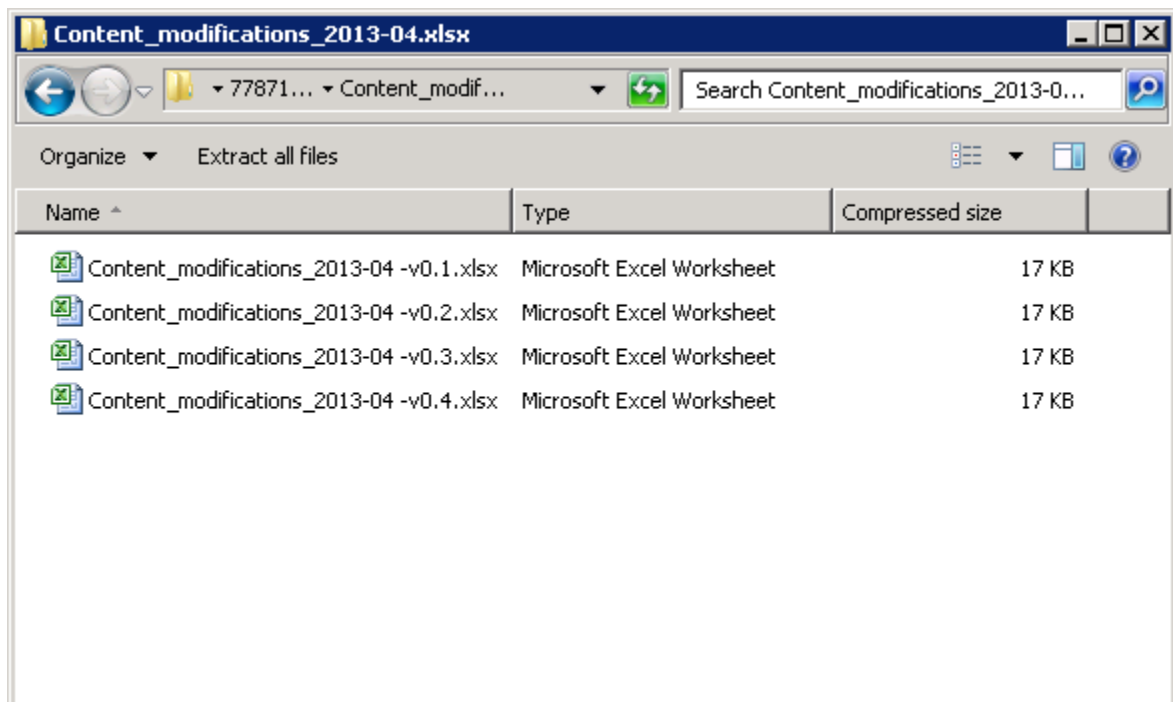 Content_modifications_2013-04.xlsx
77871... Content_modif... Search Content_modifications_2013-0...
Organize Extract all files
Name Type Compressed size
Content_modifications_2013-04 -v0.1.xlsx Microsoft Excel Worksheet 17 KB
Content_modifications_2013-04 -v0.2.xlsx Microsoft Excel Worksheet 17 KB
Content_modifications_2013-04 -v0.3.xlsx Microsoft Excel Worksheet 17 KB
Content_modifications_2013-04 -v0.4.xlsx Microsoft Excel Worksheet 17 KB